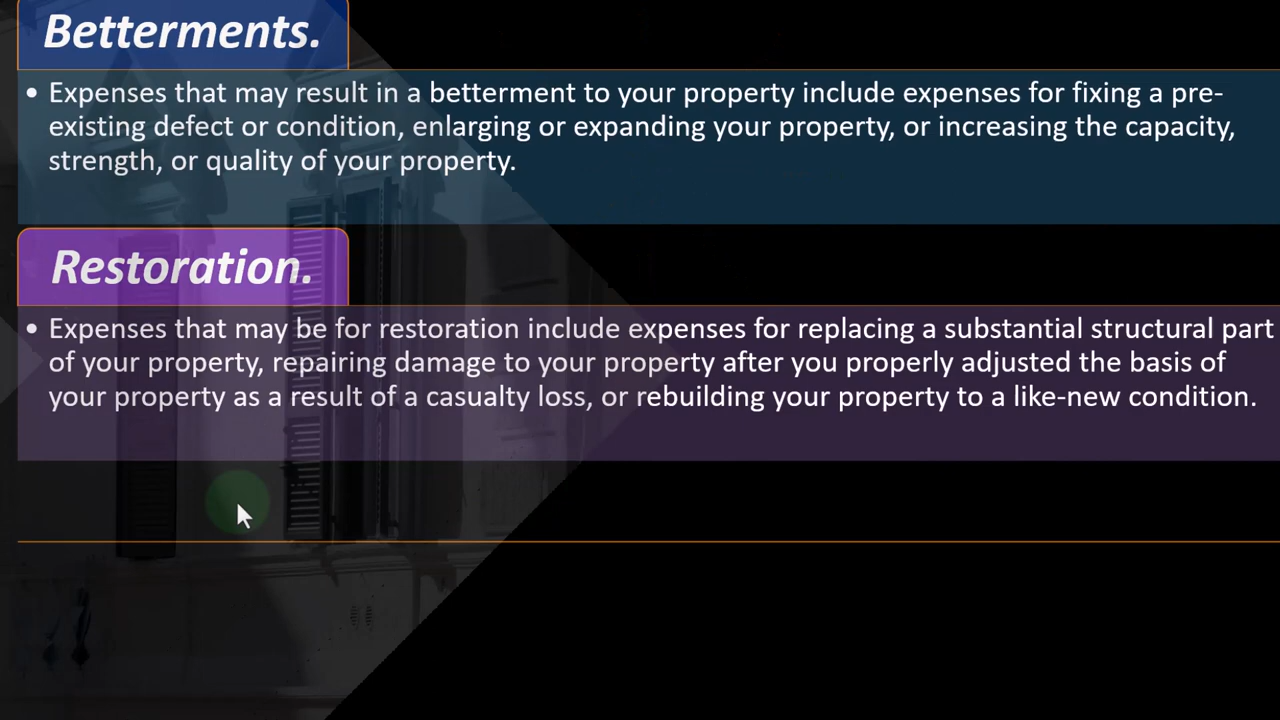 Betterments.
• Expenses that may result in a betterment to your property include expenses for fixing a pre-
existing defect or condition, enlarging or expanding your property, or increasing the capacity,
strength, or quality of your property.
Restoration.
• Expenses that may be for restoration include expenses for replacing a substantial structural part
of your property, repairing damage to your property after you properly adjusted the basis of
your property as a result of a casualty loss, or rebuilding your property to a like-new condition.